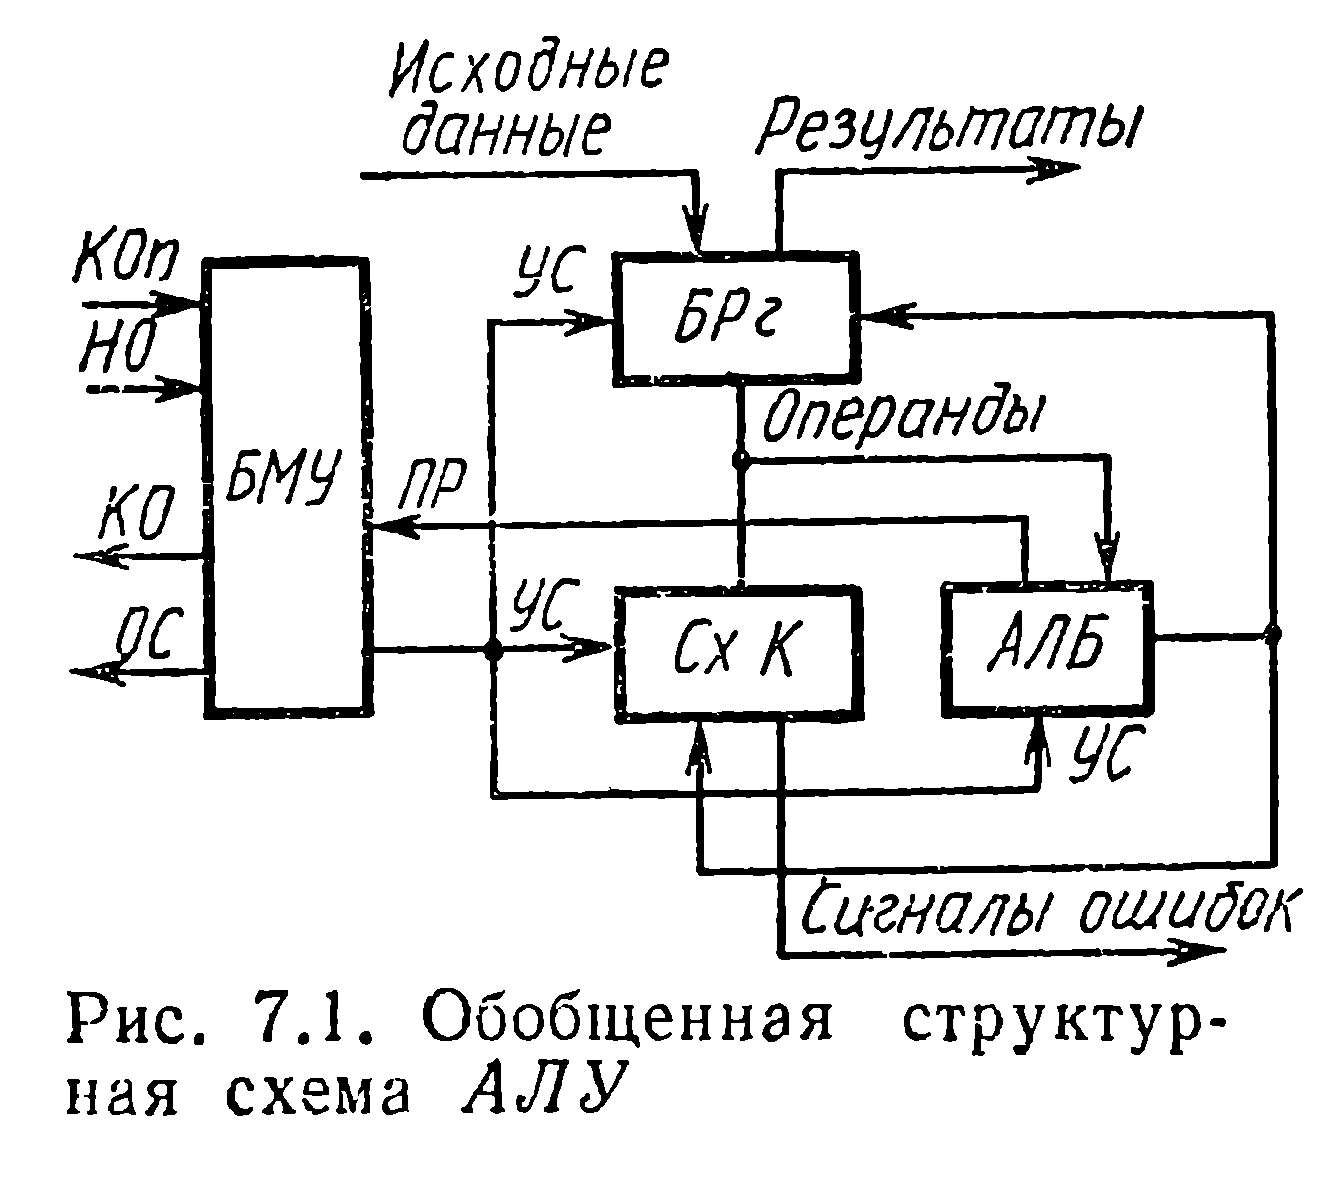 Исходные
данные
Результаты
КОп
УС
БРг
НО
Операнды
БМУ
ПР
КО
УС
ОС
Сх К
АЛБ
УС
Сигналы ошибок
Рис. 7.1. Обобщенная структур-
ная схема АЛУ